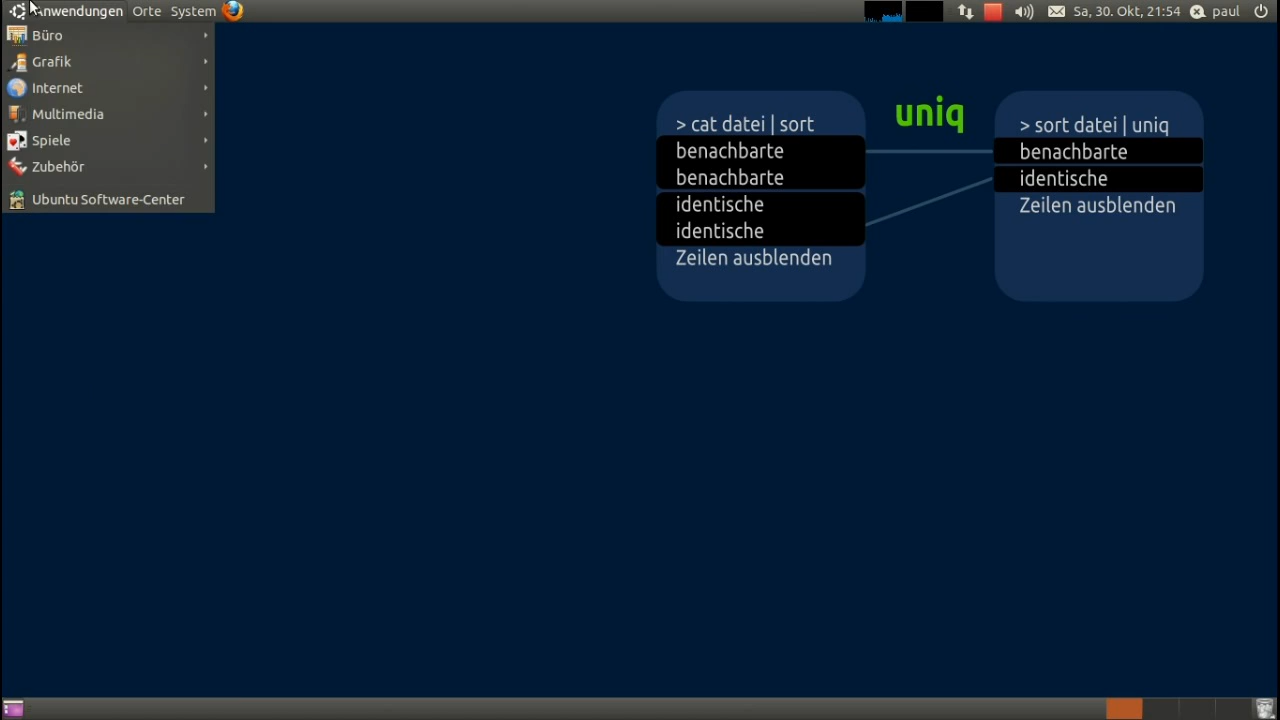 Anwendungen Orte System Sa, 30. Okt, 21:54 paul
Büro
Grafik
Internet
Multimedia
Spiele
Zubehör
Ubuntu Software-Center
uniq
> cat datei | sort
benachbarte
benachbarte
identische
identische
Zeilen ausblenden
> sort datei | uniq
benachbarte
identische
Zeilen ausblenden